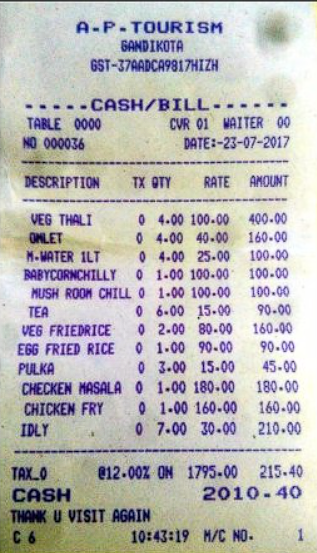 A-P-TOURISM
GANDIKOTA
GST-37AADCA9817HIZH
-----CASH/BILL------
TABLE 0000 CVR 01 WAITER 00
NO 000036 DATE:-23-07-2017
DESCRIPTION TX QTY RATE AMOUNT
VEG THALI 0 4.00 100.00 400.00
OMLET 0 4.00 40.00 160.00
M-WATER 1LT 0 4.00 25.00 100.00
BABYCORNCHILLY 0 1.00 100.00 100.00
MUSH ROOM CHILL 0 1.00 100.00 100.00
TEA 0 6.00 15.00 90.00
VEG FRIEDRICE 0 2.00 80.00 160.00
EGG FRIED RICE 0 1.00 90.00 90.00
PULKA 0 3.00 15.00 45.00
CHECKEN MASALA 0 1.00 180.00 180.00
CHICKEN FRY 0 1.00 160.00 160.00
IDLY 0 7.00 30.00 210.00
TAX_0 @12.00% ON 1795.00 215.40
CASH 2010.40
THANK U VISIT AGAIN
C 6 10:43:19 M/C NO. 1